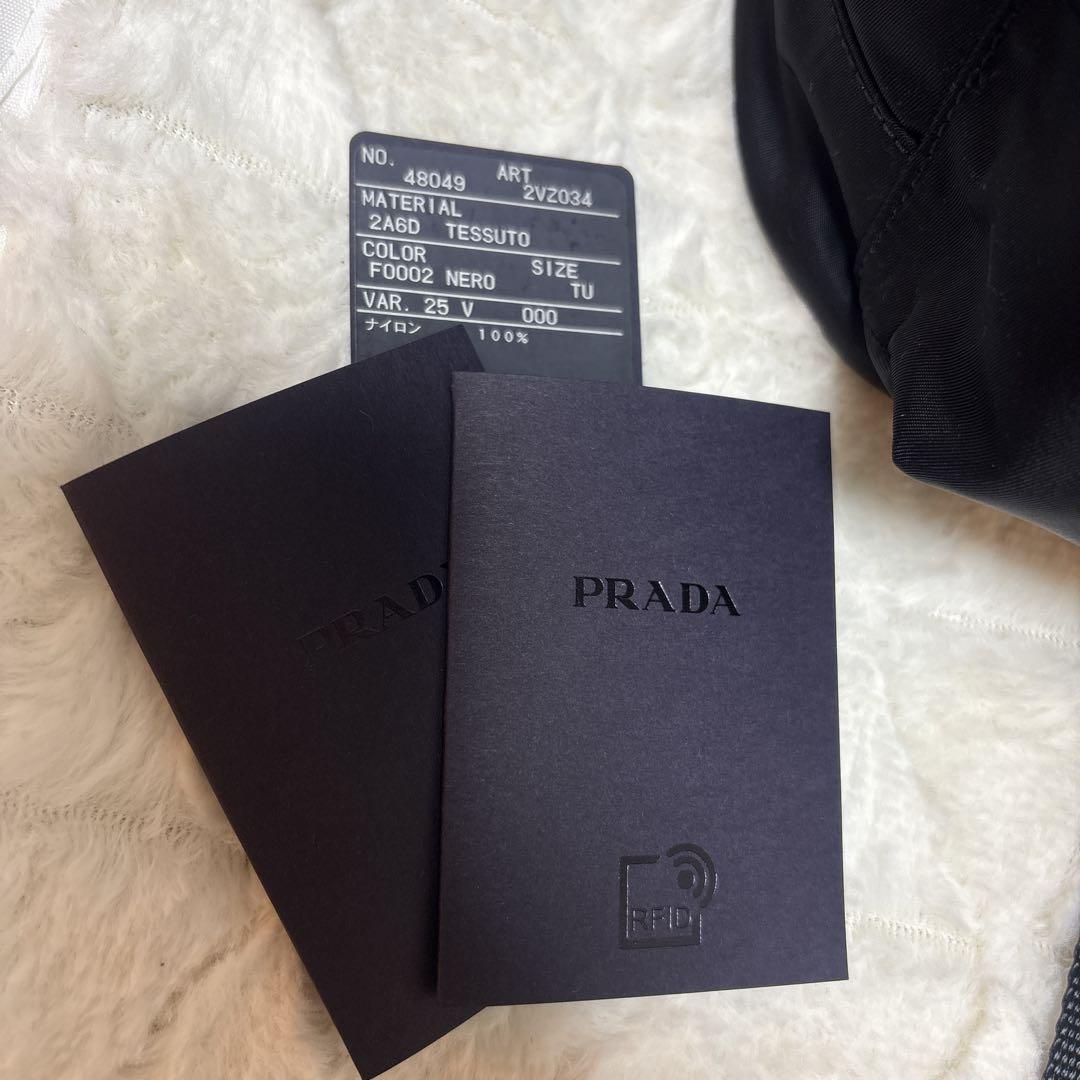 NO. ART
48049 2VZ034
MATERIAL
2A6D TESSUTO
COLOR SIZE
F0002 NERO TU
VAR. 25 V 000
ナイロン 100%
PRADA
PRADA
RFID